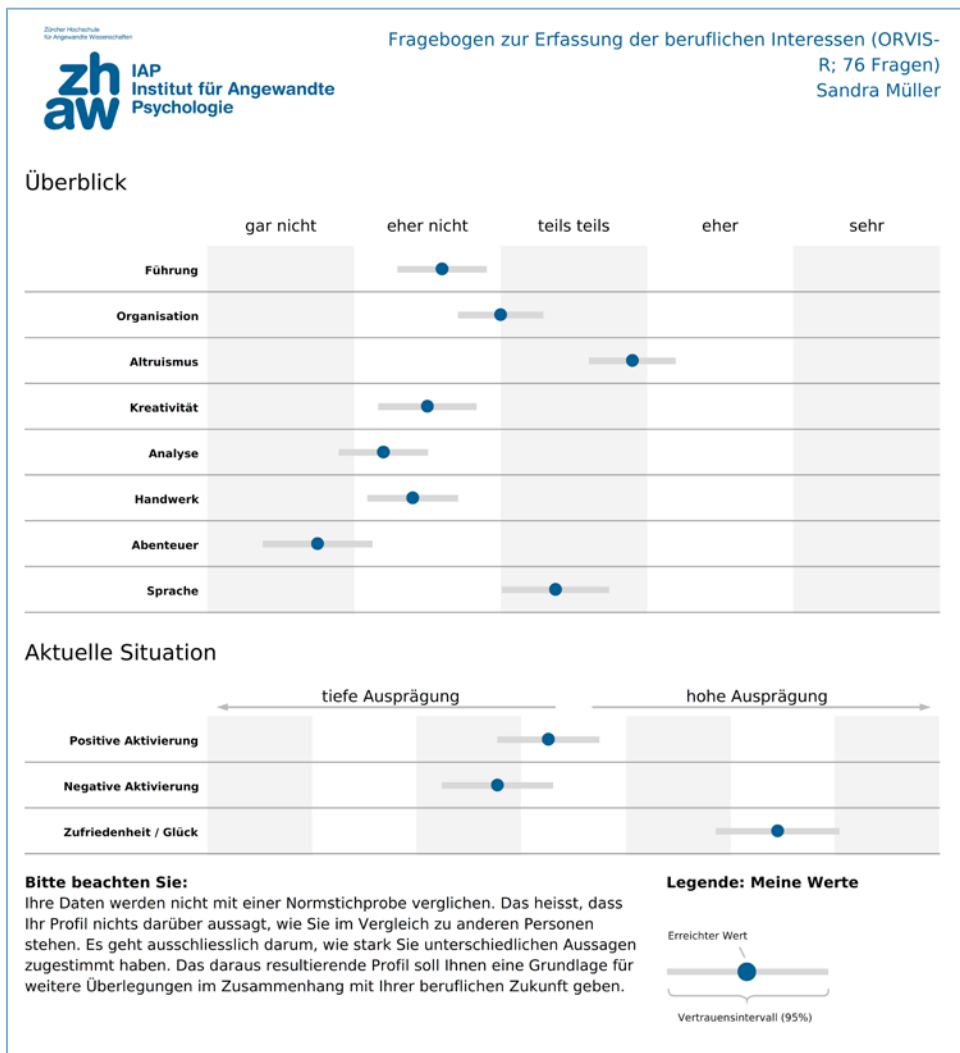 Zürcher Hochschule
für Angewandte Wissenschaften
zh
aw
IAP
Institut für Angewandte
Psychologie
Fragebogen zur Erfassung der beruflichen Interessen (ORVIS-
R; 76 Fragen)
Sandra Müller
Überblick
gar nicht eher nicht teils teils eher sehr
Führung
Organisation
Altruismus
Kreativität
Analyse
Handwerk
Abenteuer
Sprache
Aktuelle Situation
tiefe Ausprägung hohe Ausprägung
Positive Aktivierung
Negative Aktivierung
Zufriedenheit / Glück
Bitte beachten Sie:
Ihre Daten werden nicht mit einer Normstichprobe verglichen. Das heisst, dass
Ihr Profil nichts darüber aussagt, wie Sie im Vergleich zu anderen Personen
stehen. Es geht ausschliesslich darum, wie stark Sie unterschiedlichen Aussagen
zugestimmt haben. Das daraus resultierende Profil soll Ihnen eine Grundlage für
weitere Überlegungen im Zusammenhang mit Ihrer beruflichen Zukunft geben.
Legende: Meine Werte
Erreichter Wert
Vertrauensintervall (95%)